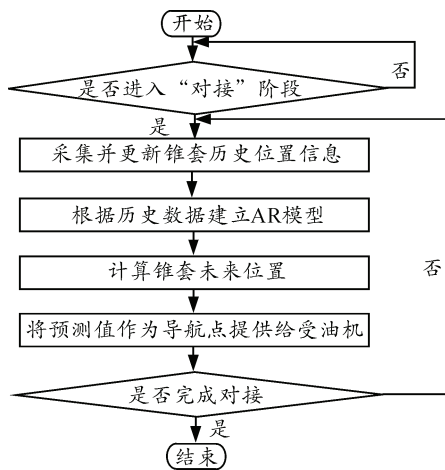 开始
是否进入“对接”阶段
否
是
采集并更新锥套历史位置信息
根据历史数据建立AR模型
计算锥套未来位置
否
将预测值作为导航点提供给受油机
是否完成对接
是
结束